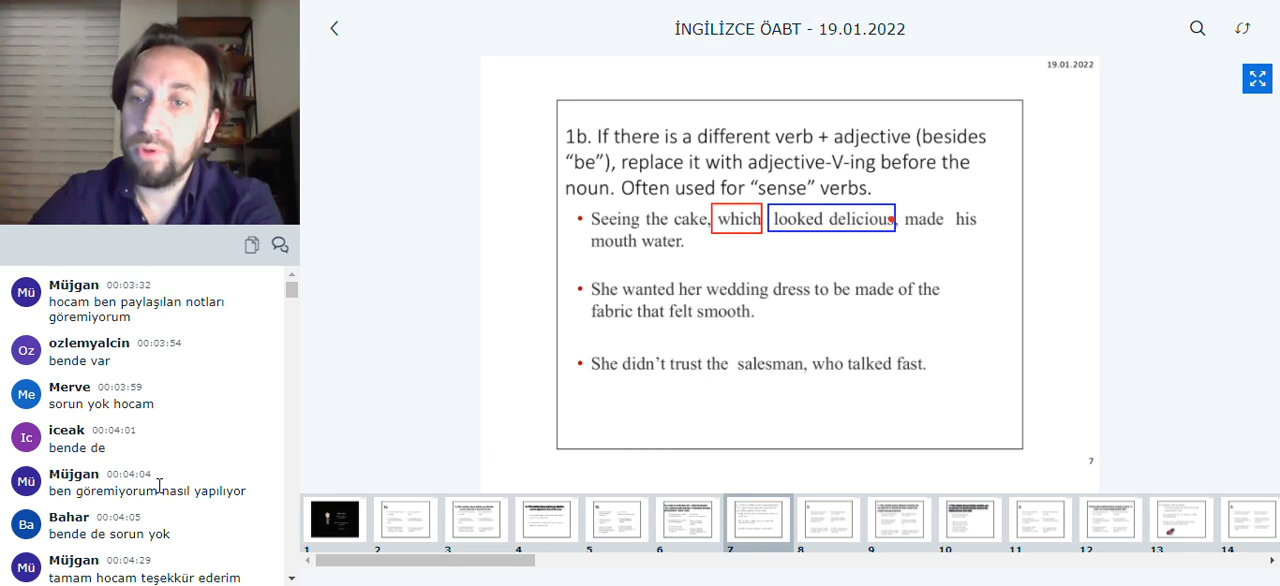 İNGİLİZCE ÖABT - 19.01.2022
19.01.2022
1b. If there is a different verb + adjective (besides
“be”), replace it with adjective-V-ing before the
noun. Often used for “sense” verbs.
• Seeing the cake, which looked delicious, made his
mouth water.
• She wanted her wedding dress to be made of the
fabric that felt smooth.
• She didn’t trust the salesman, who talked fast.
7
Mü Müjgan 00:03:32
hocam ben paylaşılan notları
göremiyorum
Oz ozlemyalcin 00:03:54
bende var
Me Merve 00:03:59
sorun yok hocam
Ic iceak 00:04:01
bende de
Mü Müjgan 00:04:04
ben göremiyorum nasıl yapılıyor
Ba Bahar 00:04:05
bende de sorun yok
Mü Müjgan 00:04:29
tamam hocam teşekkür ederim
1 2 3 4 5 6 7 8 9 10 11 12 13 14